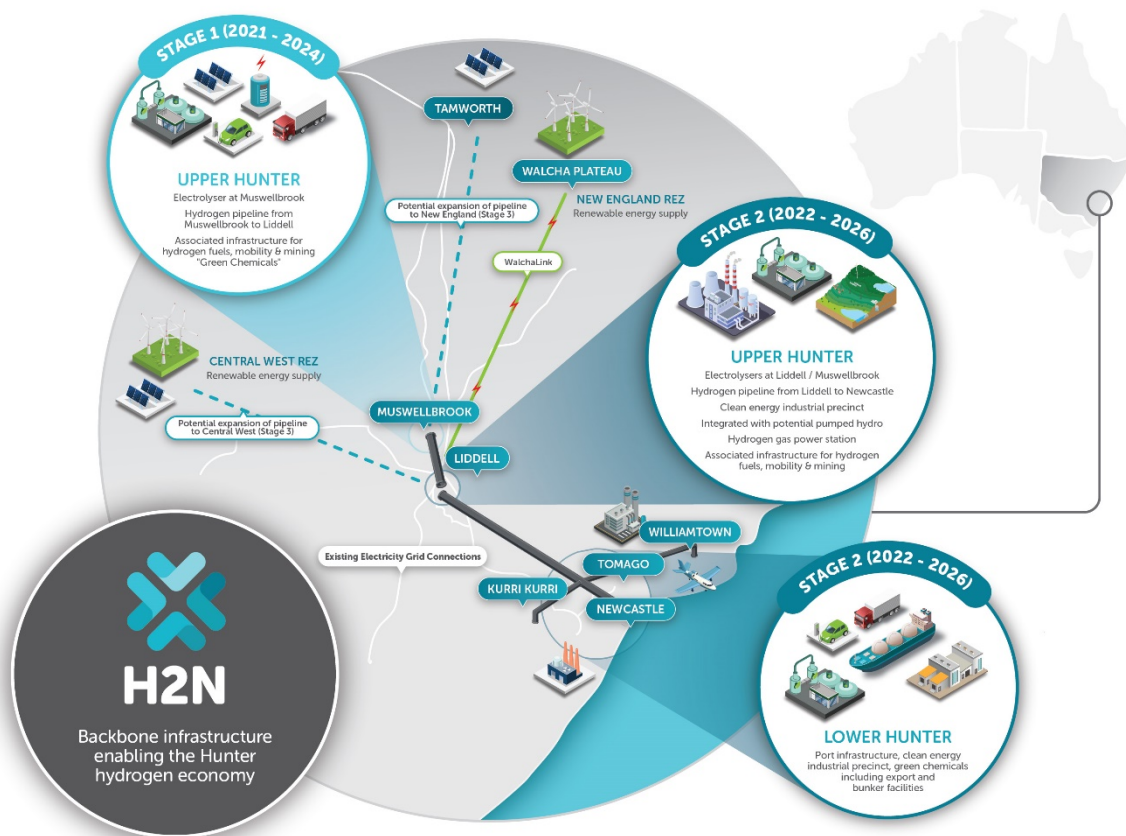 STAGE 1 (2021 - 2024)
UPPER HUNTER
Electrolyser at Muswellbrook
Hydrogen pipeline from
Muswellbrook to Liddell
Associated infrastructure for
hydrogen fuels, mobility & mining
"Green Chemicals"
TAMWORTH
WALCHA PLATEAU
NEW ENGLAND REZ
Renewable energy supply
Potential expansion of pipeline
to New England (Stage 3)
WalchaLink
STAGE 2 (2022 - 2026)
UPPER HUNTER
Electrolysers at Liddell / Muswellbrook
Hydrogen pipeline from Liddell to Newcastle
Clean energy industrial precinct
Integrated with potential pumped hydro
Hydrogen gas power station
Associated infrastructure for hydrogen
fuels, mobility & mining
CENTRAL WEST REZ
Renewable energy supply
Potential expansion of pipeline
to Central West (Stage 3)
MUSWELLBROOK
LIDDELL
Existing Electricity Grid Connections
WILLIAMTOWN
TOMAGO
KURRI KURRI
NEWCASTLE
STAGE 2 (2022 - 2026)
LOWER HUNTER
Port infrastructure, clean energy
industrial precinct, green chemicals
including export and
bunker facilities
H2N
Backbone infrastructure
enabling the Hunter
hydrogen economy